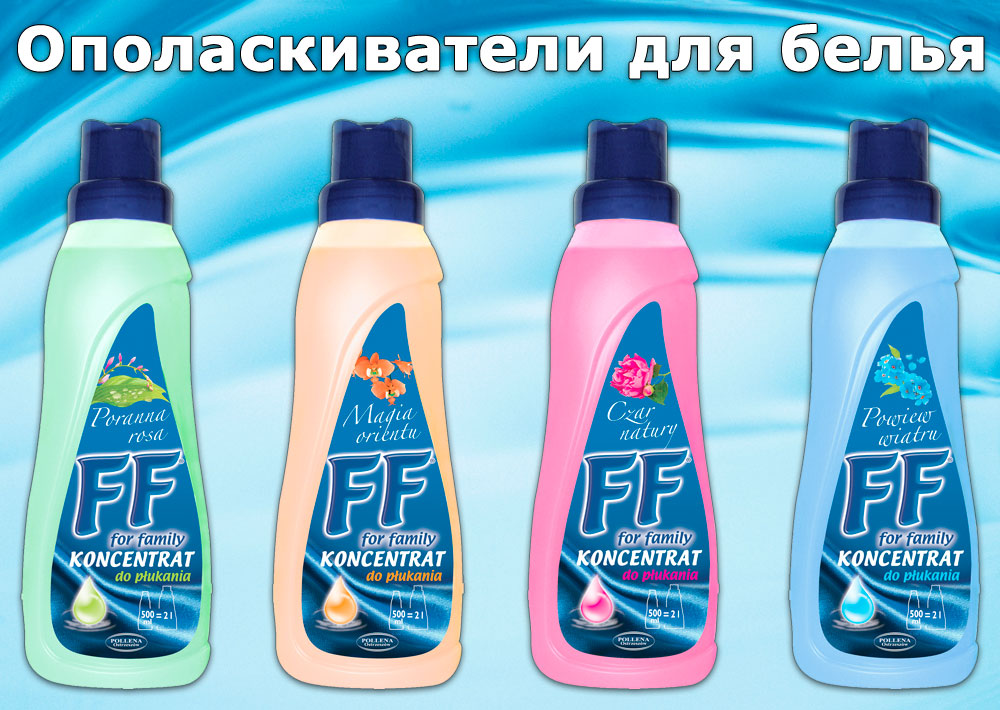 Ополаскиватели для белья
Poranna
rosa
FF®
for family
KONCENTRAT
do płukania
500 = 2 l
ml
POLLENA
Ostrzeszów
Magia
orientu
FF®
for family
KONCENTRAT
do płukania
500 = 2 l
ml
POLLENA
Ostrzeszów
Czar
natury
FF®
for family
KONCENTRAT
do płukania
500 = 2 l
ml
POLLENA
Ostrzeszów
Powiew
wiatru
FF®
for family
KONCENTRAT
do płukania
500 = 2 l
ml
POLLENA
Ostrzeszów